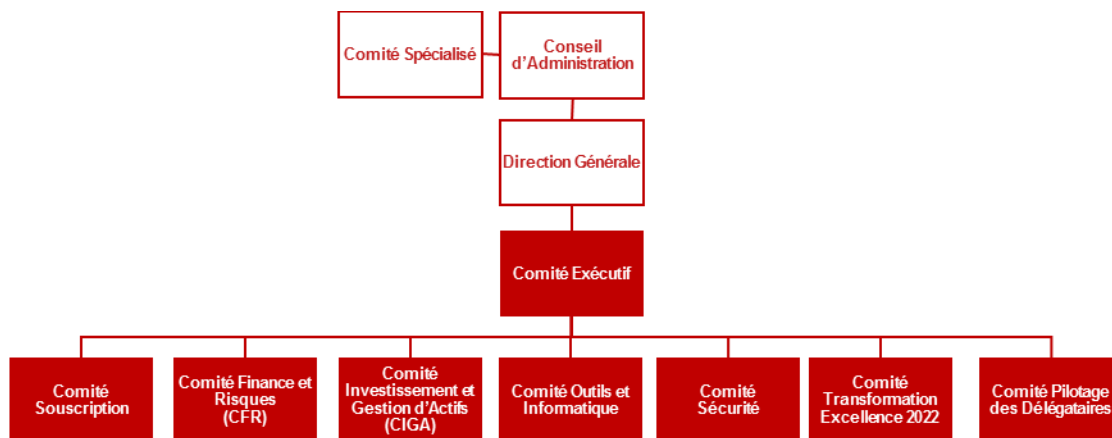 Comité Spécialisé
Conseil
d'Administration
Direction Générale
Comité Exécutif
Comité
Souscription
Comité Finance et
Risques
(CFR)
Comité
Investissement et
Gestion d'Actifs
(CIGA)
Comité Outils et
Informatique
Comité
Sécurité
Comité
Transformation
Excellence 2022
Comité Pilotage
des Délégataires